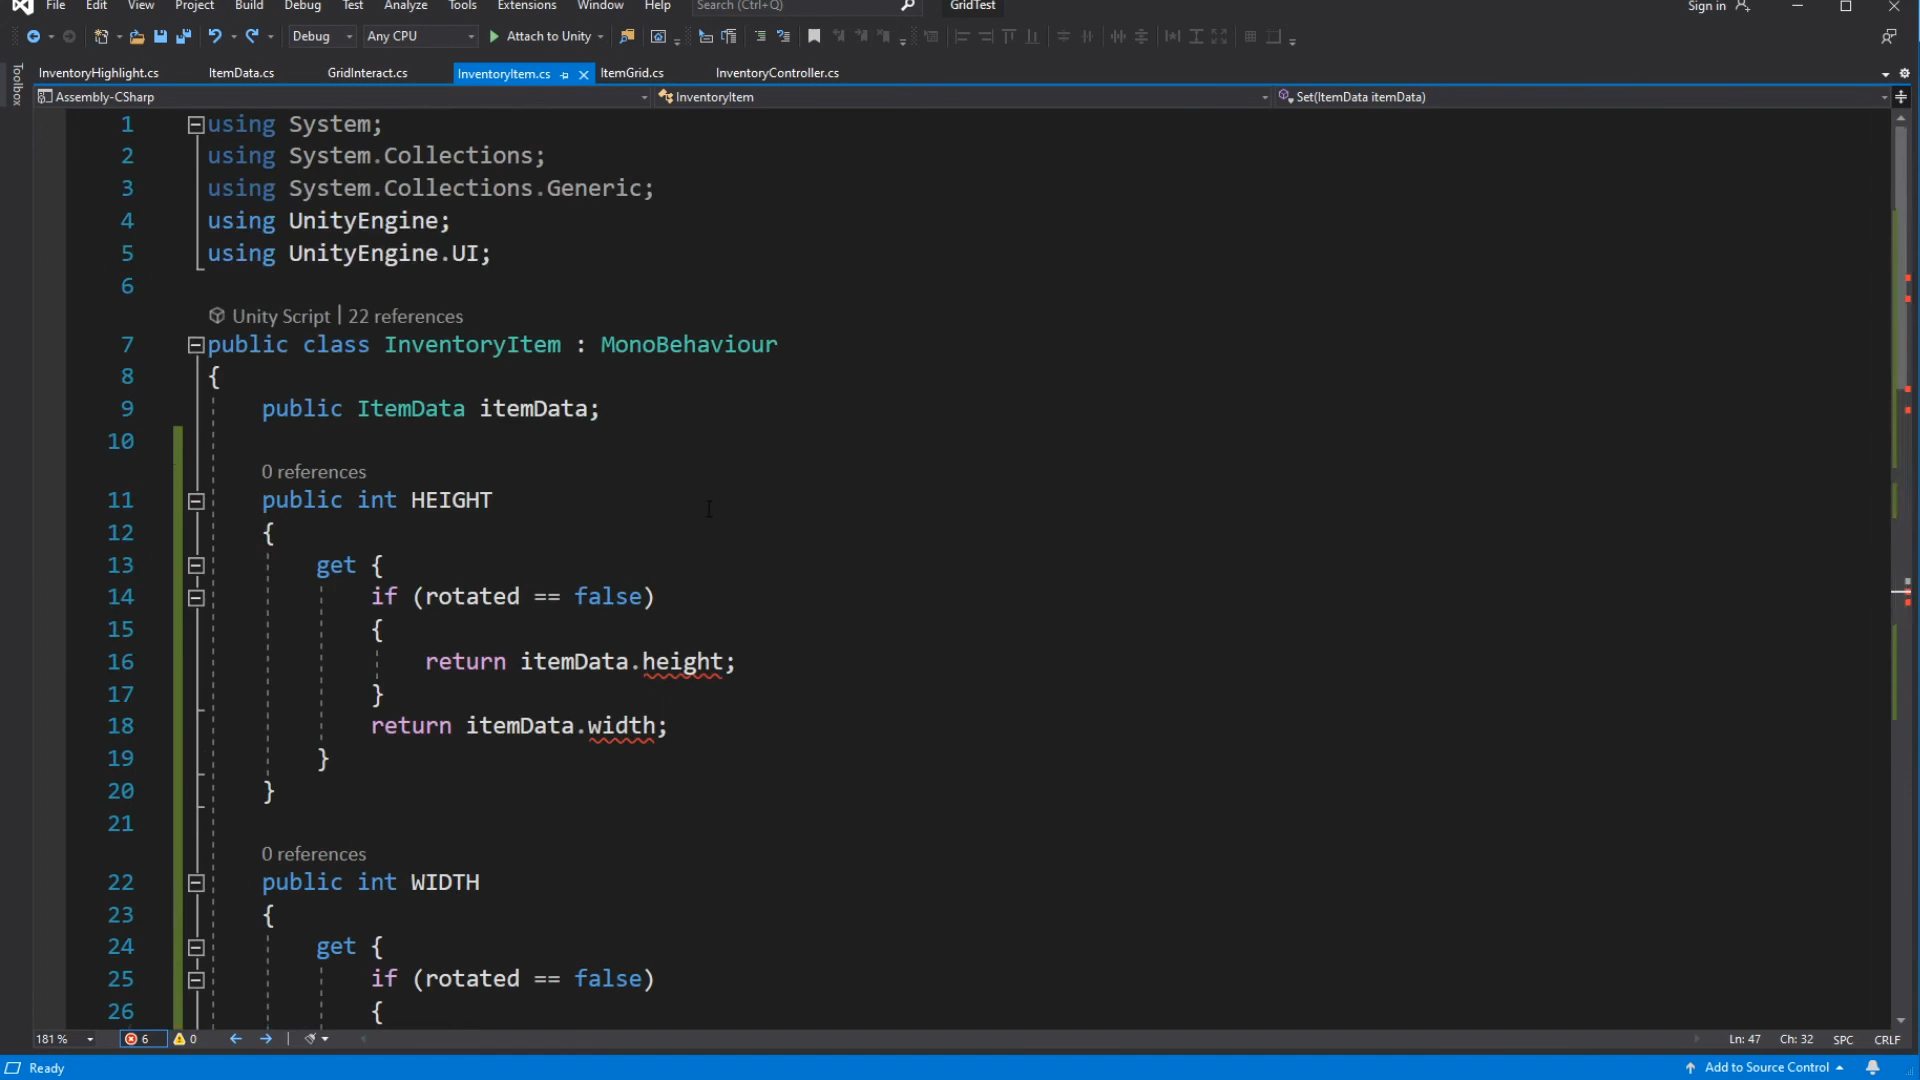 File Edit View Project Build Debug Test Analyze Tools Extensions Window Help Search (Ctrl+Q) GridTest Sign in
Debug Any CPU Attach to Unity
Toolbox
InventoryHighlight.cs ItemData.cs GridInteract.cs InventoryItem.cs ItemGrid.cs InventoryController.cs
Assembly-CSharp InventoryItem Set(ItemData itemData)
1 using System;
2 using System.Collections;
3 using System.Collections.Generic;
4 using UnityEngine;
5 using UnityEngine.UI;
6
Unity Script | 22 references
7 public class InventoryItem : MonoBehaviour
8 {
9 public ItemData itemData;
10
0 references
11 public int HEIGHT
12 {
13 get {
14 if (rotated == false)
15 {
16 return itemData.height;
17 }
18 return itemData.width;
19 }
20 }
21
0 references
22 public int WIDTH
23 {
24 get {
25 if (rotated == false)
26 {
181 % 6 0 Ln: 47 Ch: 32 SPC CRLF
Ready Add to Source Control